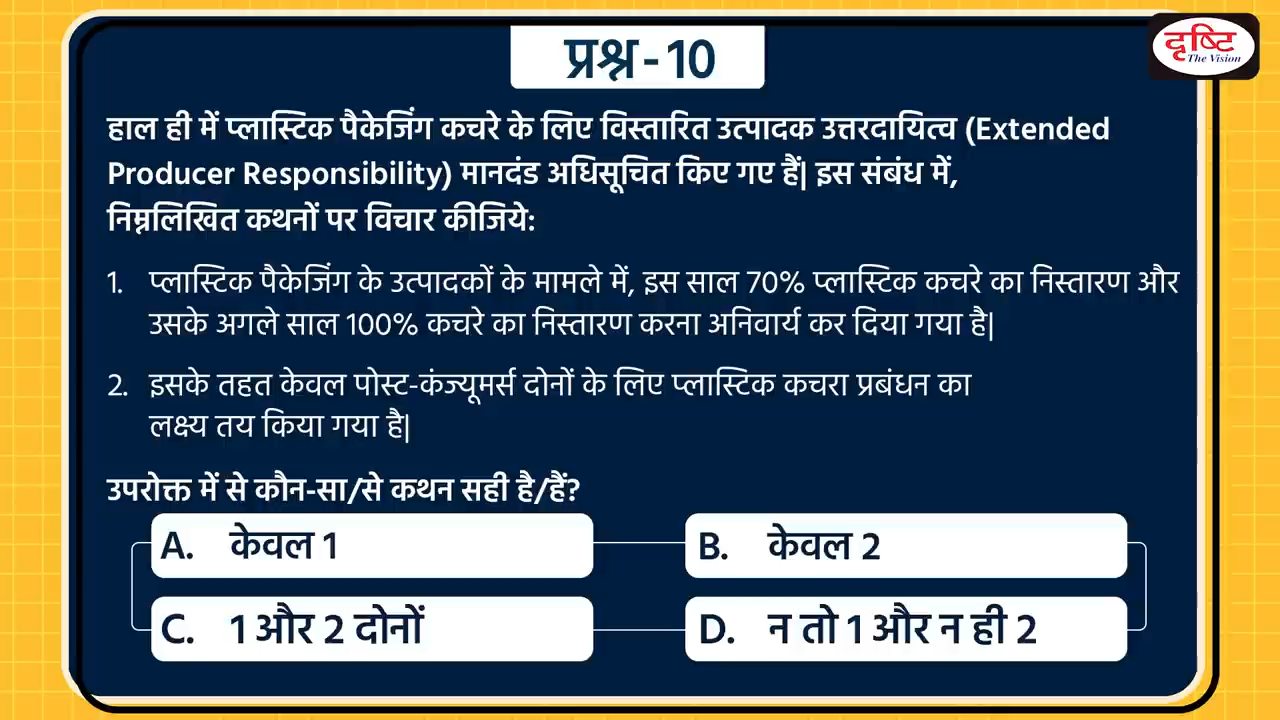 प्रश्न-10
दृष्टि
The Vision
हाल ही में प्लास्टिक पैकेजिंग कचरे के लिए विस्तारित उत्पादक उत्तरदायित्व (Extended
Producer Responsibility) मानदंड अधिसूचित किए गए हैं| इस संबंध में,
निम्नलिखित कथनों पर विचार कीजिये:
1. प्लास्टिक पैकेजिंग के उत्पादकों के मामले में, इस साल 70% प्लास्टिक कचरे का निस्तारण और
उसके अगले साल 100% कचरे का निस्तारण करना अनिवार्य कर दिया गया है|
2. इसके तहत केवल पोस्ट-कंज्यूमर्स दोनों के लिए प्लास्टिक कचरा प्रबंधन का
लक्ष्य तय किया गया है|
उपरोक्त में से कौन-सा/से कथन सही है/हैं?
A. केवल 1
B. केवल 2
C. 1 और 2 दोनों
D. न तो 1 और न ही 2